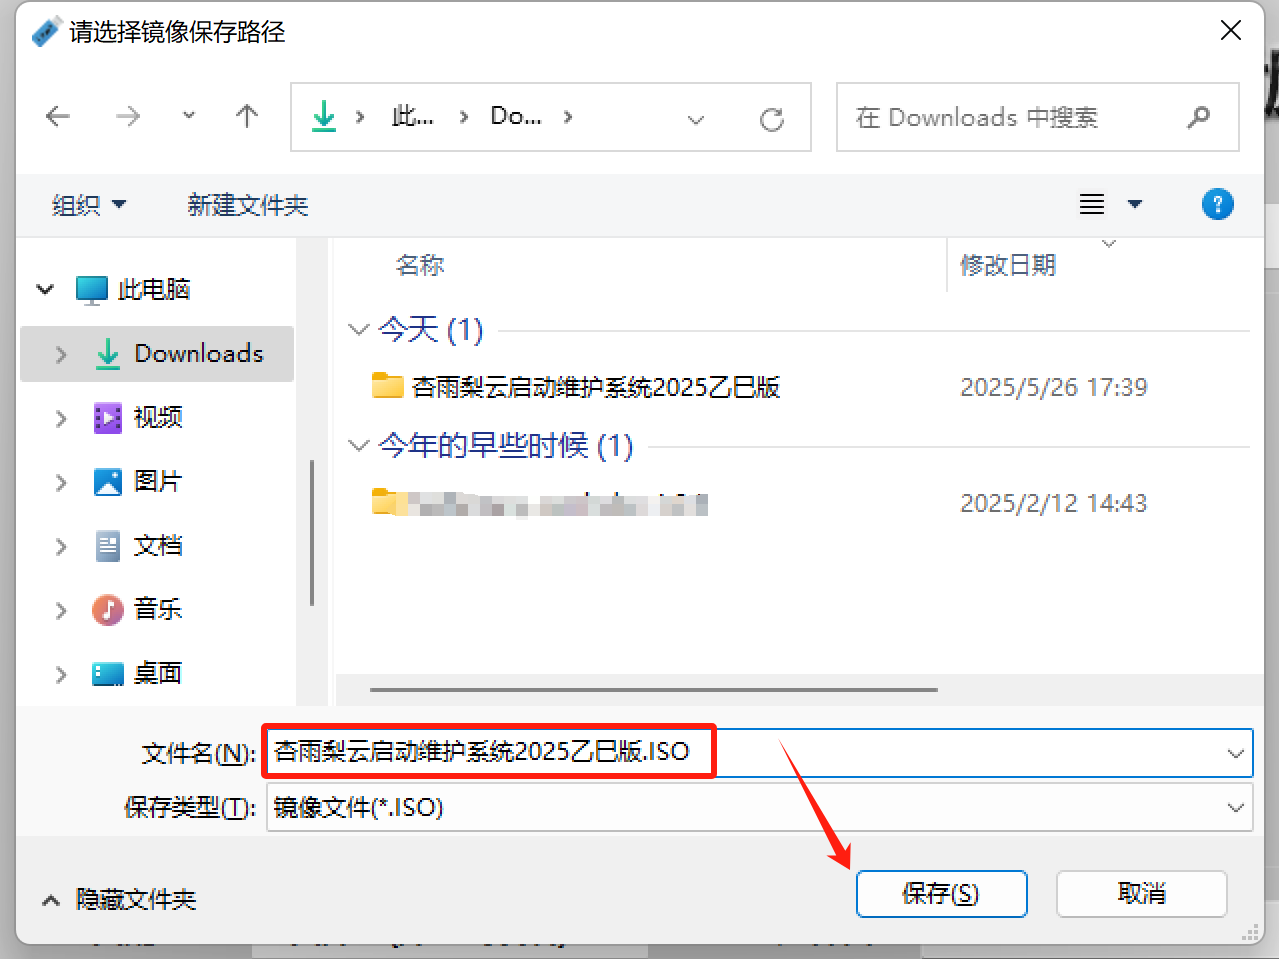 请选择镜像保存路径
此... Do...
在 Downloads 中搜索
组织 新建文件夹
名称 修改日期
此电脑
Downloads
视频
图片
文档
音乐
桌面
今天 (1)
杏雨梨云启动维护系统2025乙巳版 2025/5/26 17:39
今年的早些时候 (1)
2025/2/12 14:43
文件名(N): 杏雨梨云启动维护系统2025乙巳版.ISO
保存类型(T): 镜像文件(*.ISO)
隐藏文件夹 保存(S) 取消